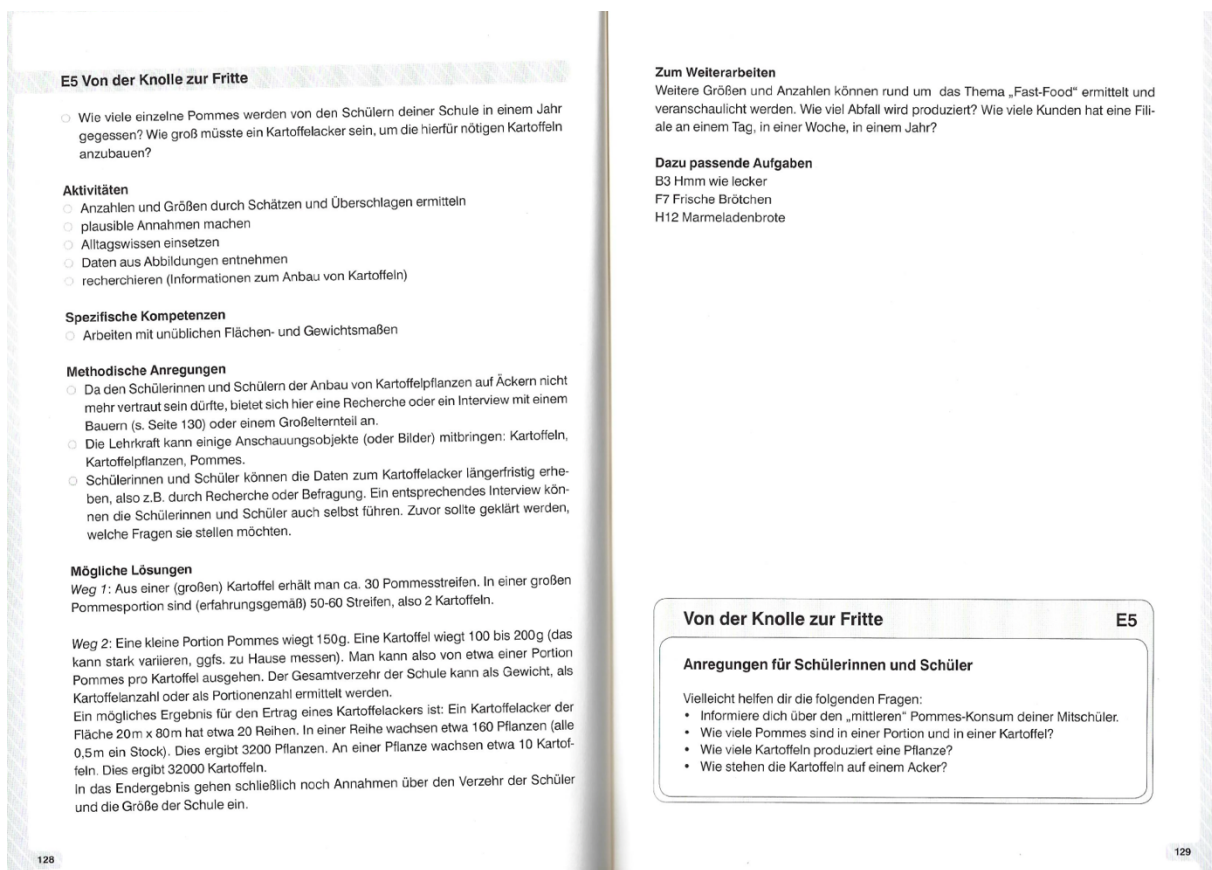 E5 Von der Knolle zur Fritte
Wie viele einzelne Pommes werden von den Schülern deiner Schule in einem Jahr
gegessen? Wie groß müsste ein Kartoffelacker sein, um die hierfür nötigen Kartoffeln
anzubauen?
Aktivitäten
Anzahlen und Größen durch Schätzen und Überschlagen ermitteln
plausible Annahmen machen
Alltagswissen einsetzen
Daten aus Abbildungen entnehmen
recherchieren (Informationen zum Anbau von Kartoffeln)
Spezifische Kompetenzen
Arbeiten mit unüblichen Flächen- und Gewichtsmaßen
Methodische Anregungen
Da den Schülerinnen und Schülern der Anbau von Kartoffelpflanzen auf Äckern nicht
mehr vertraut sein dürfte, bietet sich hier eine Recherche oder ein Interview mit einem
Bauern (s. Seite 130) oder einem Großelternteil an.
Die Lehrkraft kann einige Anschauungsobjekte (oder Bilder) mitbringen: Kartoffeln,
Kartoffelpflanzen, Pommes.
Schülerinnen und Schüler können die Daten zum Kartoffelacker längerfristig erhe-
ben, also z.B. durch Recherche oder Befragung. Ein entsprechendes Interview kön-
nen die Schülerinnen und Schüler auch selbst führen. Zuvor sollte geklärt werden,
welche Fragen sie stellen möchten.
Mögliche Lösungen
Weg 1: Aus einer (großen) Kartoffel erhält man ca. 30 Pommesstreifen. In einer großen
Pommesportion sind (erfahrungsgemäß) 50-60 Streifen, also 2 Kartoffeln.
Weg 2: Eine kleine Portion Pommes wiegt 150g. Eine Kartoffel wiegt 100 bis 200g (das
kann stark variieren, ggfs. zu Hause messen). Man kann also von etwa einer Portion
Pommes pro Kartoffel ausgehen. Der Gesamtverzehr der Schule kann als Gewicht, als
Kartoffelanzahl oder als Portionenzahl ermittelt werden.
Ein mögliches Ergebnis für den Ertrag eines Kartoffelackers ist: Ein Kartoffelacker der
Fläche 20m x 80m hat etwa 20 Reihen. In einer Reihe wachsen etwa 160 Pflanzen (alle
0,5m ein Stock). Dies ergibt 3200 Pflanzen. An einer Pflanze wachsen etwa 10 Kartof-
feln. Dies ergibt 32000 Kartoffeln.
In das Endergebnis gehen schließlich noch Annahmen über den Verzehr der Schüler
und die Größe der Schule ein.
128
Zum Weiterarbeiten
Weitere Größen und Anzahlen können rund um das Thema „Fast-Food“ ermittelt und
veranschaulicht werden. Wie viel Abfall wird produziert? Wie viele Kunden hat eine Fili-
ale an einem Tag, in einer Woche, in einem Jahr?
Dazu passende Aufgaben
B3 Hmm wie lecker
F7 Frische Brötchen
H12 Marmeladenbrote
Von der Knolle zur Fritte E5
Anregungen für Schülerinnen und Schüler
Vielleicht helfen dir die folgenden Fragen:
• Informiere dich über den „mittleren“ Pommes-Konsum deiner Mitschüler.
• Wie viele Pommes sind in einer Portion und in einer Kartoffel?
• Wie viele Kartoffeln produziert eine Pflanze?
• Wie stehen die Kartoffeln auf einem Acker?
129